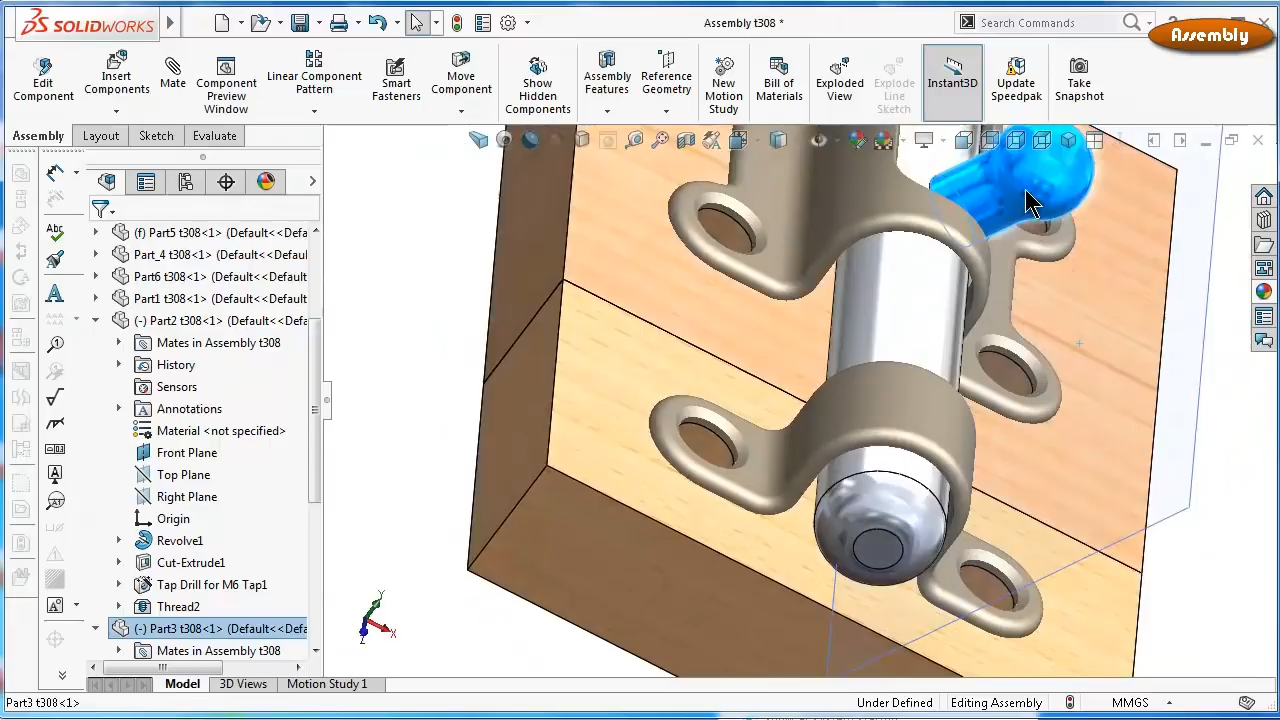 SOLIDWORKS
Assembly t308 *
Search Commands
?
Assembly
Edit
Component
Insert
Components
Mate
Component
Preview
Window
Linear Component
Pattern
Smart
Fasteners
Move
Component
Show
Hidden
Components
Assembly
Features
Reference
Geometry
New
Motion
Study
Bill of
Materials
Exploded
View
Explode
Line
Sketch
Instant3D
Update
Speedpak
Take
Snapshot
Assembly
Layout
Sketch
Evaluate
(f) Part5 t308<1> (Default<<Defa
Part_4 t308<1> (Default<<Defa
Part6 t308<1> (Default<<Defa
Part1 t308<1> (Default<<Defa
(-) Part2 t308<1> (Default<<Defa
Mates in Assembly t308
History
Sensors
Annotations
Material <not specified>
Front Plane
Top Plane
Right Plane
Origin
Revolve1
Cut-Extrude1
Tap Drill for M6 Tap1
Thread2
(-) Part3 t308<1> (Default<<Defa
Mates in Assembly t308
Y
X
Z
Model
3D Views
Motion Study 1
Part3 t308<1>
Under Defined
Editing Assembly
MMGS